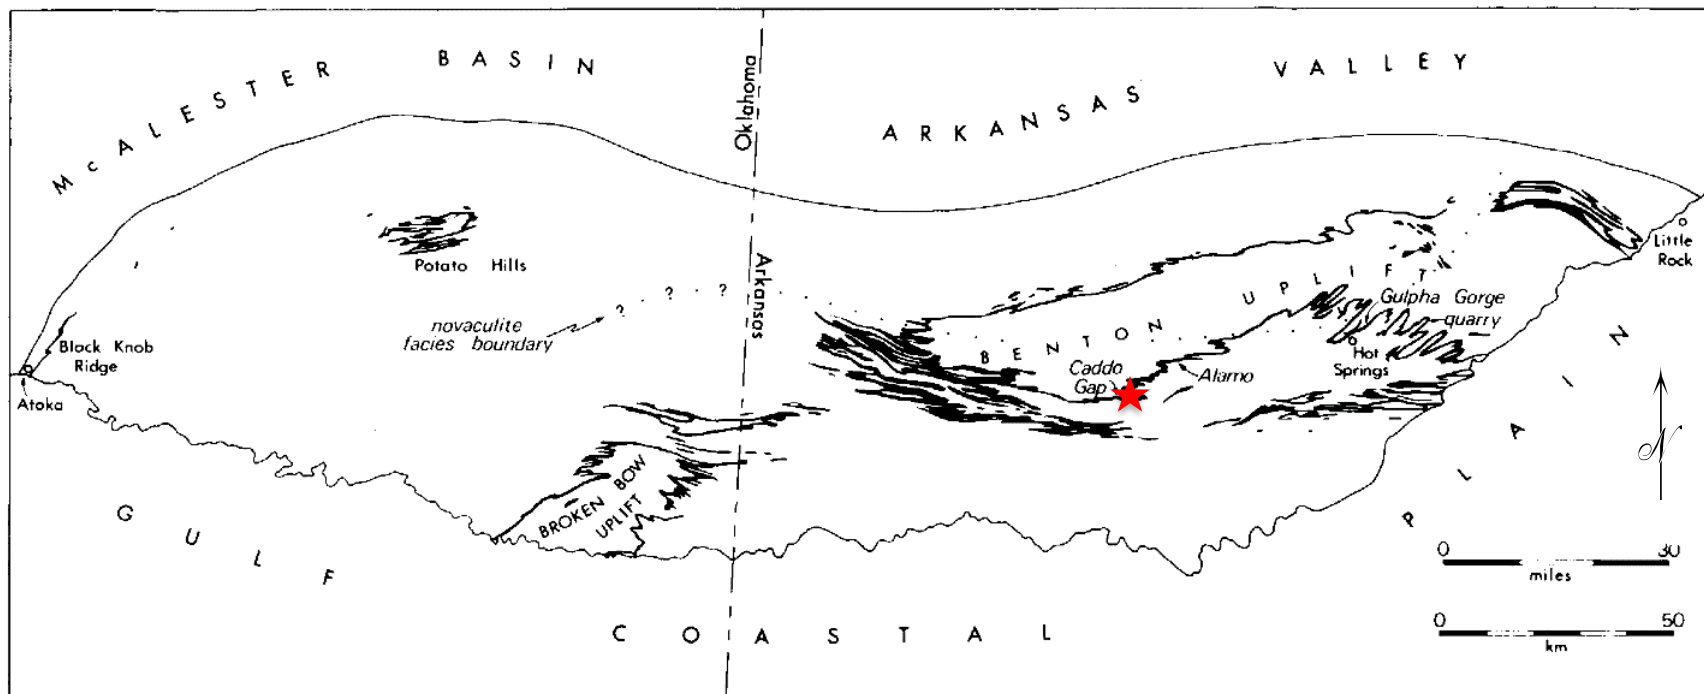 McALESTER BASIN
ARKANSAS VALLEY
Oklahoma
Arkansas
Potato Hills
novaculite
facies boundary
? ? ?
Black Knob
Ridge
Atoka
BENTON UPLIFT
Caddo
Gap
Alamo
Gulpha Gorge
quarry
Hot
Springs
Little
Rock
BROKEN BOW
UPLIFT
GULF COASTAL PLAIN
N
0 30
miles
0 50
km